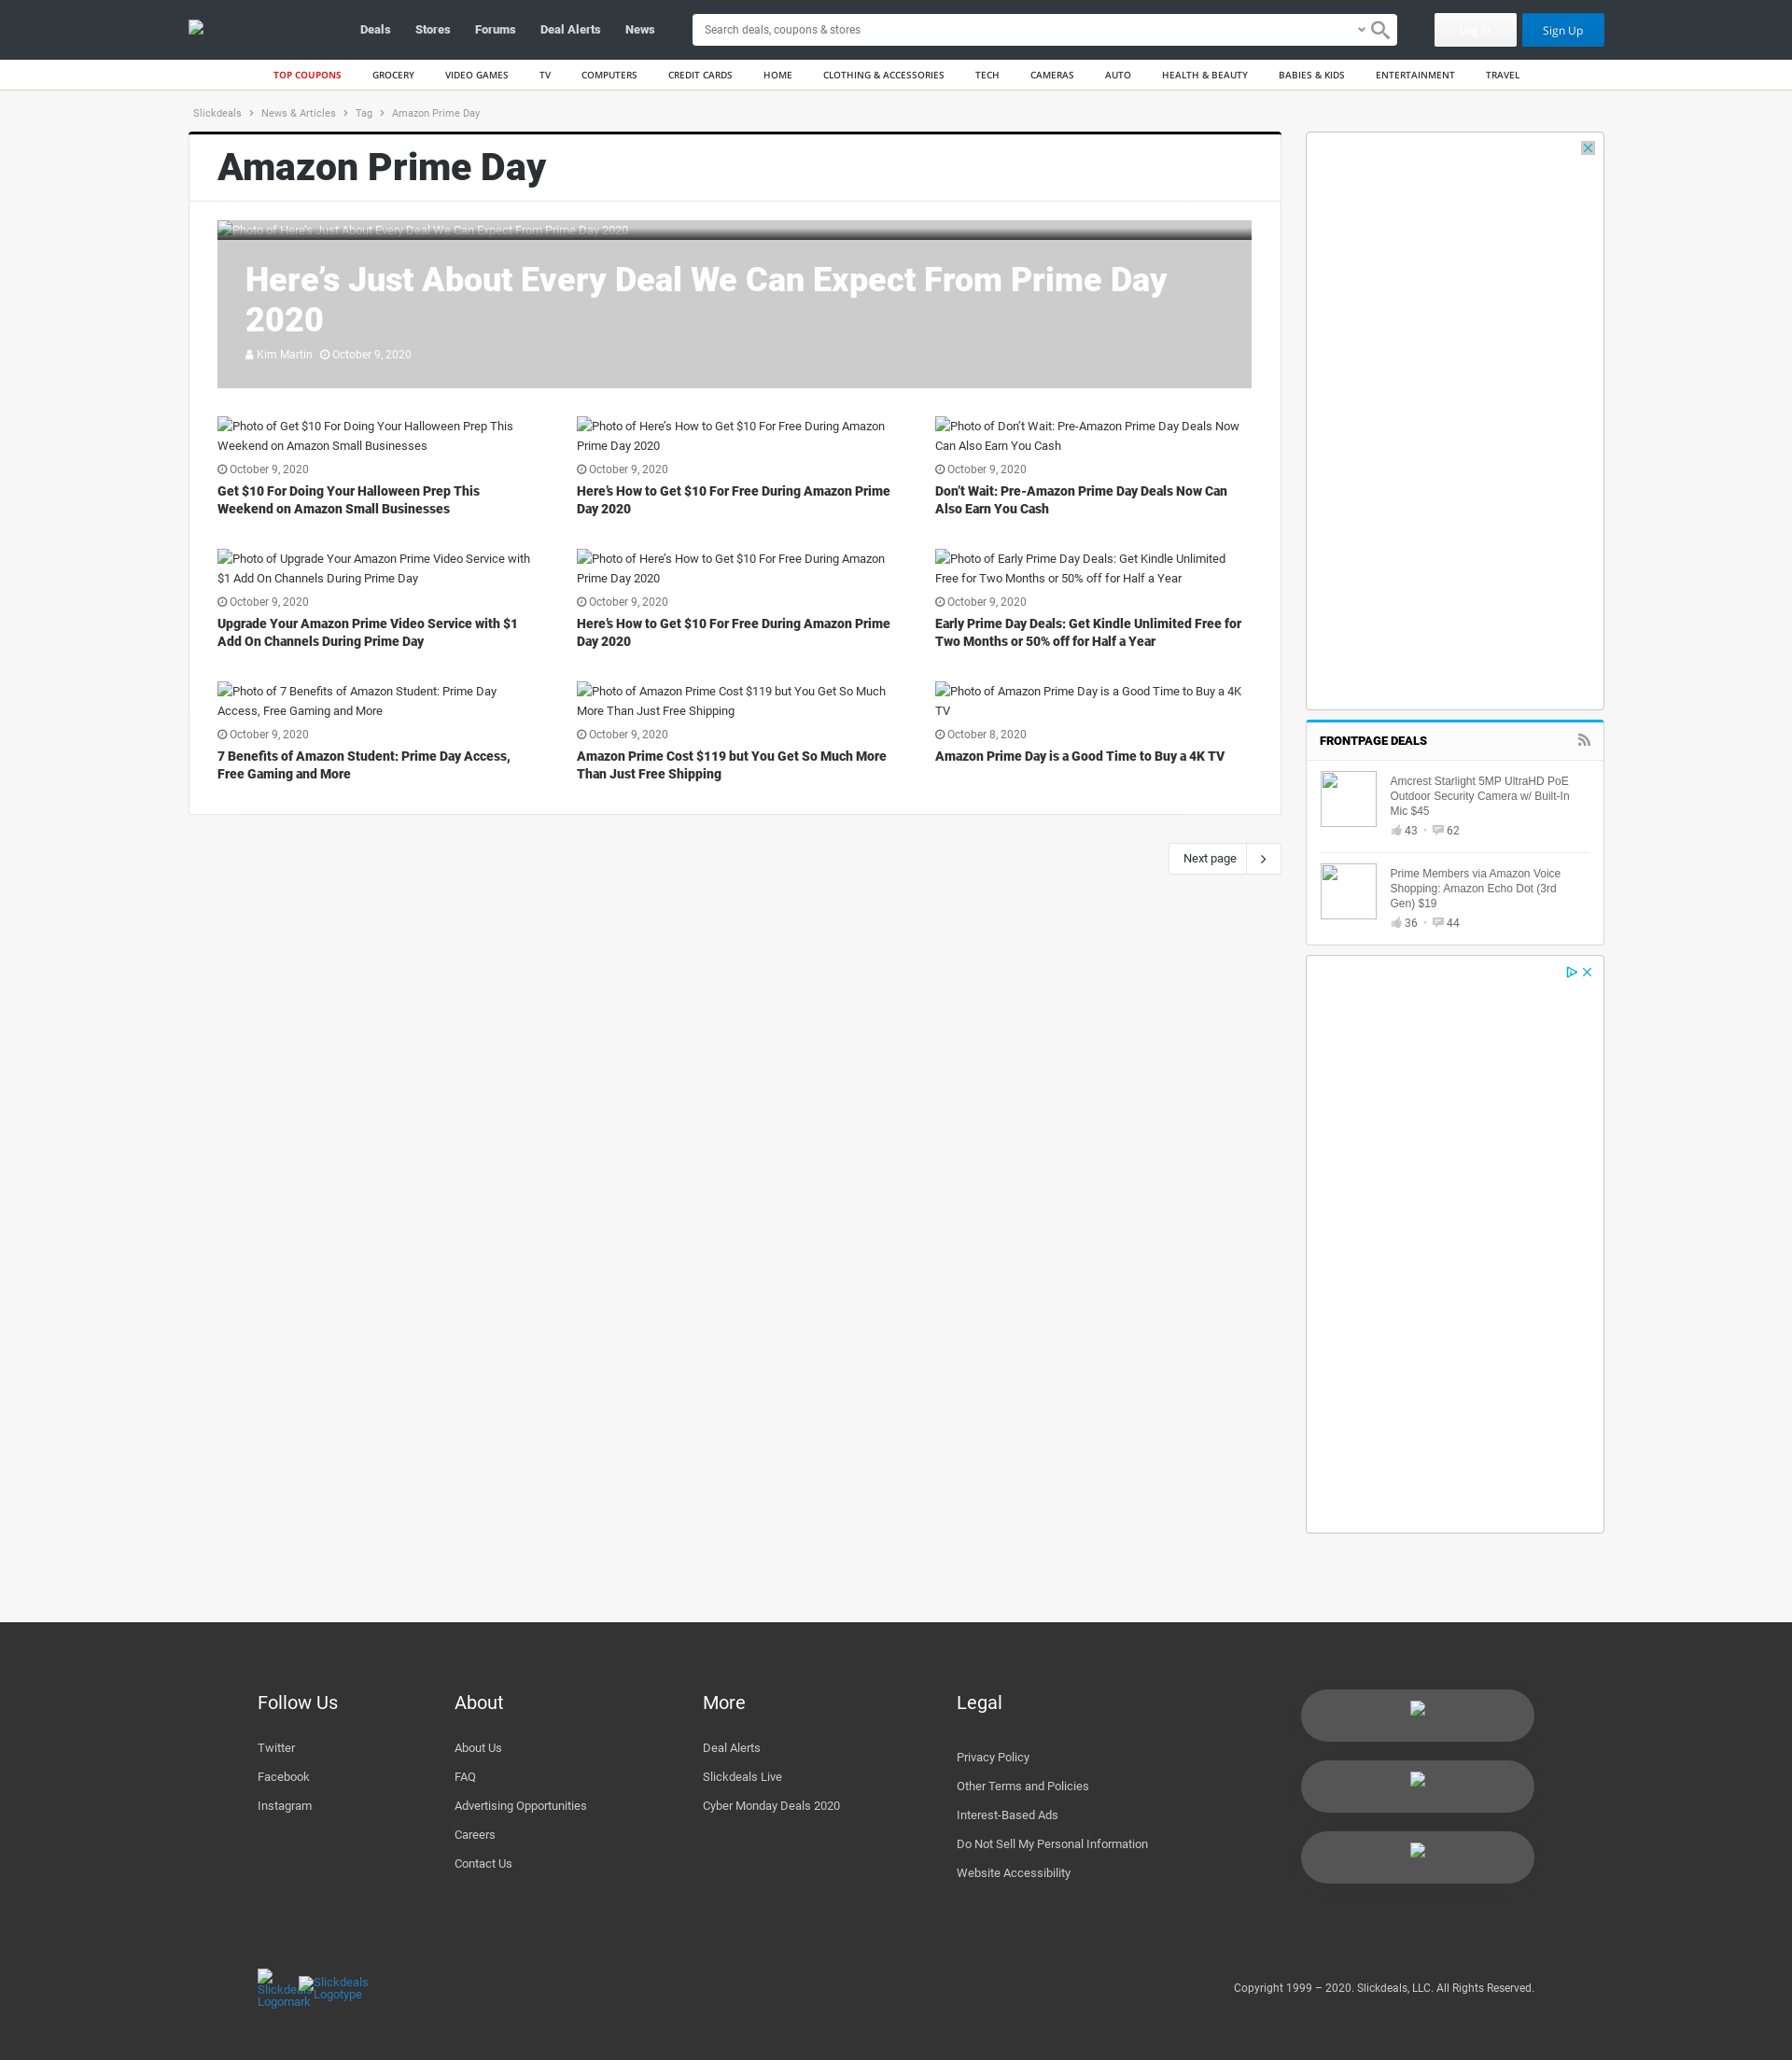 Deals Stores Forums Deal Alerts News Search deals, coupons & stores Log In Sign Up
TOP COUPONS GROCERY VIDEO GAMES TV COMPUTERS CREDIT CARDS HOME CLOTHING & ACCESSORIES TECH CAMERAS AUTO HEALTH & BEAUTY BABIES & KIDS ENTERTAINMENT TRAVEL
Slickdeals > News & Articles > Tag > Amazon Prime Day
Amazon Prime Day
Photo of Here's Just About Every Deal We Can Expect From Prime Day 2020
Here’s Just About Every Deal We Can Expect From Prime Day
2020
Kim Martin October 9, 2020
Photo of Get $10 For Doing Your Halloween Prep This
Weekend on Amazon Small Businesses
October 9, 2020
Get $10 For Doing Your Halloween Prep This
Weekend on Amazon Small Businesses
Photo of Here’s How to Get $10 For Free During Amazon
Prime Day 2020
October 9, 2020
Here’s How to Get $10 For Free During Amazon Prime
Day 2020
Photo of Don’t Wait: Pre-Amazon Prime Day Deals Now
Can Also Earn You Cash
October 9, 2020
Don’t Wait: Pre-Amazon Prime Day Deals Now Can
Also Earn You Cash
Photo of Upgrade Your Amazon Prime Video Service with
$1 Add On Channels During Prime Day
October 9, 2020
Upgrade Your Amazon Prime Video Service with $1
Add On Channels During Prime Day
Photo of Here’s How to Get $10 For Free During Amazon
Prime Day 2020
October 9, 2020
Here’s How to Get $10 For Free During Amazon Prime
Day 2020
Photo of Early Prime Day Deals: Get Kindle Unlimited
Free for Two Months or 50% off for Half a Year
October 9, 2020
Early Prime Day Deals: Get Kindle Unlimited Free for
Two Months or 50% off for Half a Year
Photo of 7 Benefits of Amazon Student: Prime Day
Access, Free Gaming and More
October 9, 2020
7 Benefits of Amazon Student: Prime Day Access,
Free Gaming and More
Photo of Amazon Prime Cost $119 but You Get So Much
More Than Just Free Shipping
October 9, 2020
Amazon Prime Cost $119 but You Get So Much More
Than Just Free Shipping
Photo of Amazon Prime Day is a Good Time to Buy a 4K
TV
October 8, 2020
Amazon Prime Day is a Good Time to Buy a 4K TV
Next page
FRONTPAGE DEALS
Amcrest Starlight 5MP UltraHD PoE
Outdoor Security Camera w/ Built-In
Mic $45
43 · 62
Prime Members via Amazon Voice
Shopping: Amazon Echo Dot (3rd
Gen) $19
36 · 44
Follow Us
Twitter
Facebook
Instagram
About
About Us
FAQ
Advertising Opportunities
Careers
Contact Us
More
Deal Alerts
Slickdeals Live
Cyber Monday Deals 2020
Legal
Privacy Policy
Other Terms and Policies
Interest-Based Ads
Do Not Sell My Personal Information
Website Accessibility
Slickdeals
Logomark
Slickdeals
Logotype
Copyright 1999 – 2020. Slickdeals, LLC. All Rights Reserved.